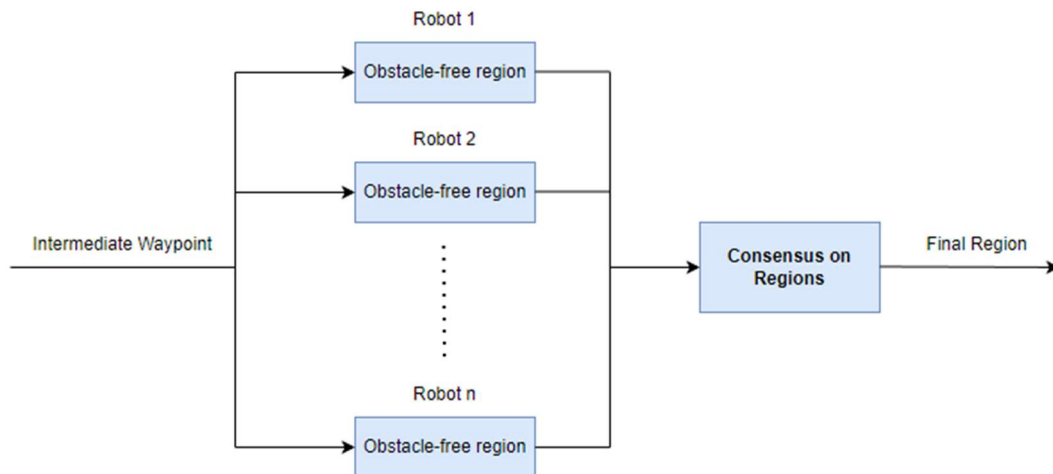 Robot 1
Obstacle-free region
Robot 2
Obstacle-free region
Intermediate Waypoint
Consensus on
Regions
Final Region
Robot n
Obstacle-free region